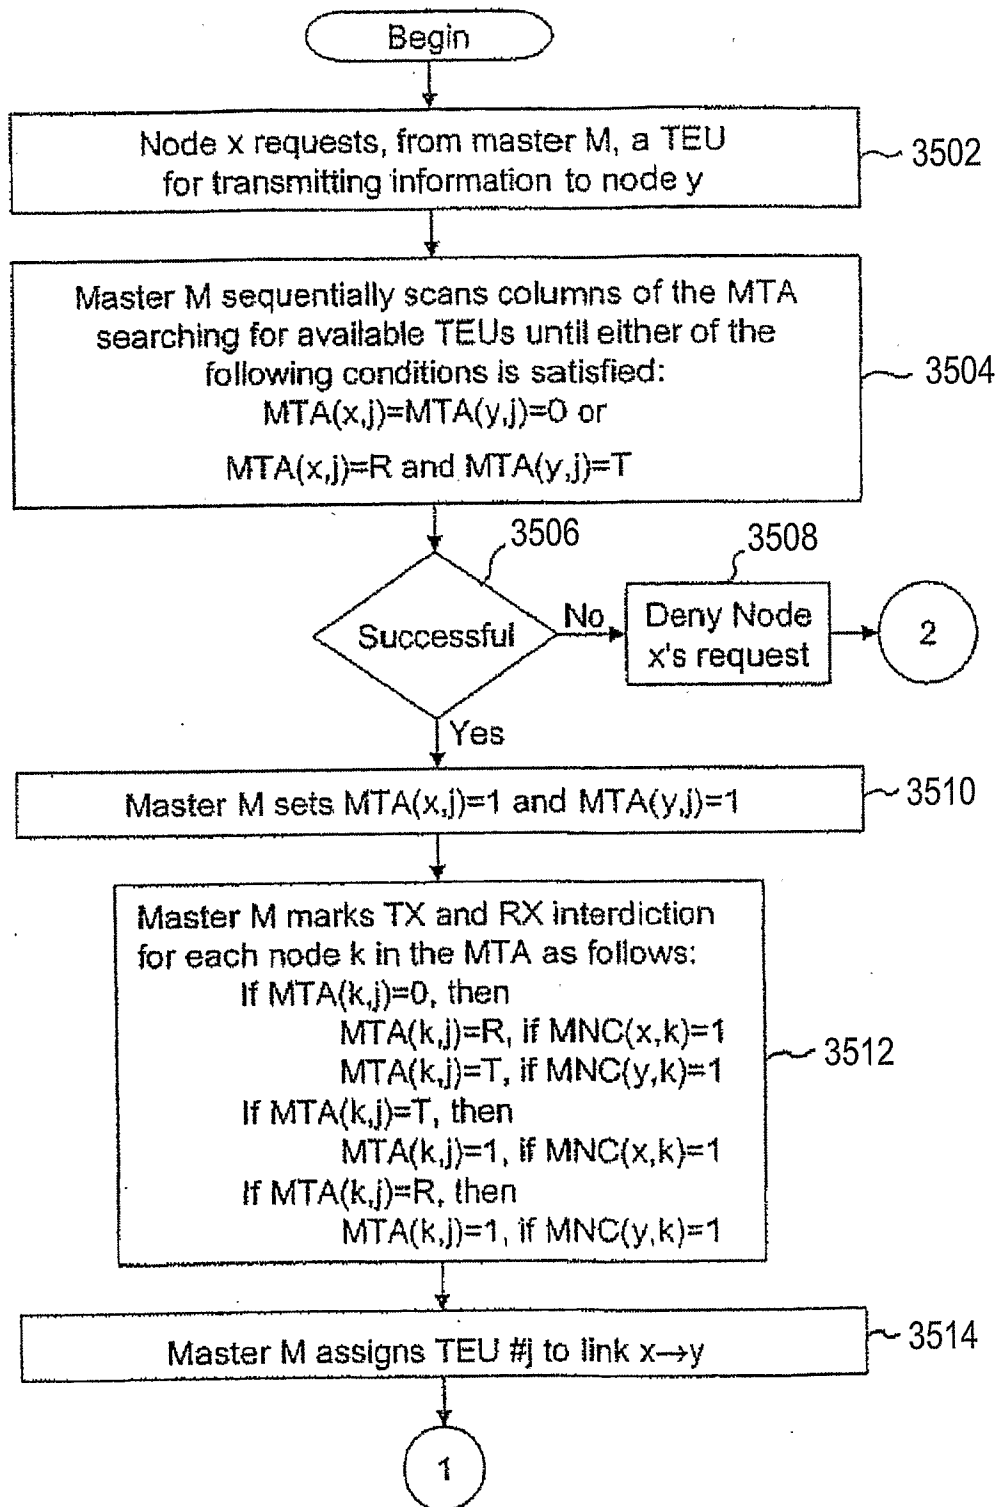 Begin
Node x requests, from master M, a TEU
for transmitting information to node y
3502
Master M sequentially scans columns of the MTA
searching for available TEUs until either of the
following conditions is satisfied:
MTA(x,j)=MTA(y,j)=0 or
MTA(x,j)=R and MTA(y,j)=T
3504
3506
Successful
No
3508
Deny Node
x's request
2
Yes
Master M sets MTA(x,j)=1 and MTA(y,j)=1
3510
Master M marks TX and RX interdiction
for each node k in the MTA as follows:
If MTA(k,j)=0, then
MTA(k,j)=R, if MNC(x,k)=1
MTA(k,j)=T, if MNC(y,k)=1
If MTA(k,j)=T, then
MTA(k,j)=1, if MNC(x,k)=1
If MTA(k,j)=R, then
MTA(k,j)=1, if MNC(y,k)=1
3512
Master M assigns TEU #j to link x→y
3514
1